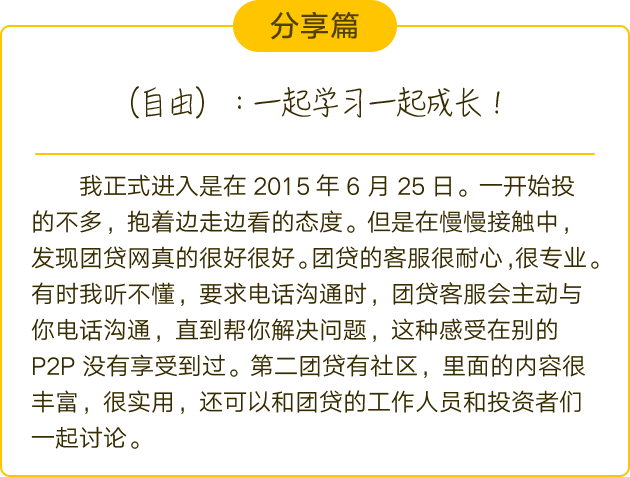 分享篇
（自由）：一起学习一起成长！
我正式进入是在 2015 年 6 月 25 日。一开始投
的不多，抱着边走边看的态度。但是在慢慢接触中，
发现团贷网真的很好很好。团贷的客服很耐心,很专业。
有时我听不懂，要求电话沟通时，团贷客服会主动与
你电话沟通，直到帮你解决问题，这种感受在别的
P2P 没有享受到过。第二团贷有社区，里面的内容很
丰富，很实用，还可以和团贷的工作人员和投资者们
一起讨论。